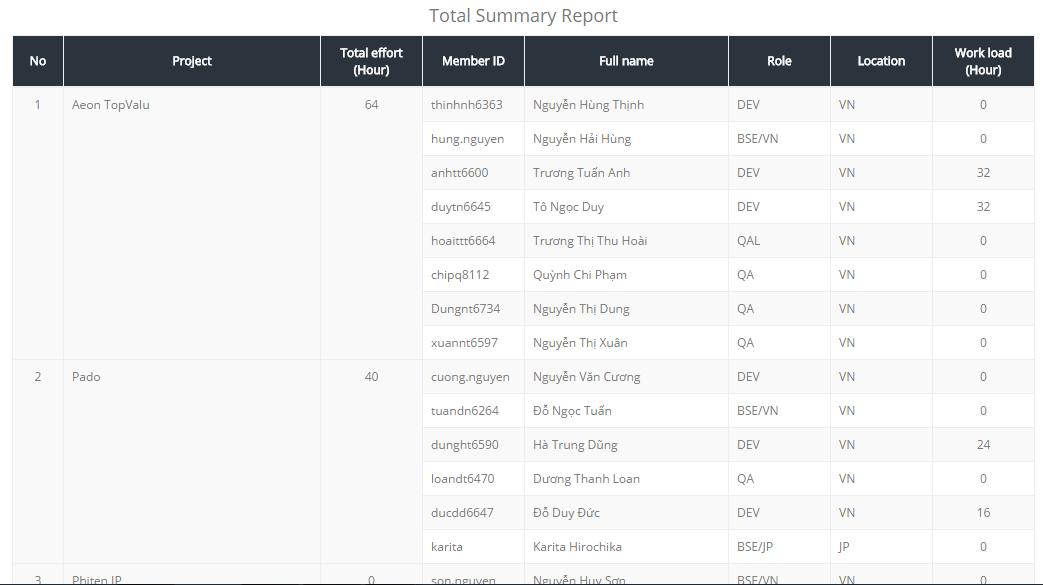 Total Summary Report
No Project Total effort (Hour) Member ID Full name Role Location Work load (Hour)
1 Aeon TopValu 64 thinhnh6363 Nguyễn Hùng Thịnh DEV VN 0
hung.nguyen Nguyễn Hải Hùng BSE/VN VN 0
anhtt6600 Trương Tuấn Anh DEV VN 32
duytn6645 Tô Ngọc Duy DEV VN 32
hoaittt6664 Trương Thị Thu Hoài QAL VN 0
chipq8112 Quỳnh Chi Phạm QA VN 0
Dungnt6734 Nguyễn Thị Dung QA VN 0
xuannt6597 Nguyễn Thị Xuân QA VN 0
2 Pado 40 cuong.nguyen Nguyễn Văn Cương DEV VN 0
tuandn6264 Đỗ Ngọc Tuấn BSE/VN VN 0
dunght6590 Hà Trung Dũng DEV VN 24
loandt6470 Dương Thanh Loan QA VN 0
ducdd6647 Đỗ Duy Đức DEV VN 16
karita Karita Hirochika BSE/JP JP 0
3 Phiten JP 0 son.nguyen Nguyễn Huy Sơn BSE/VN VN 0